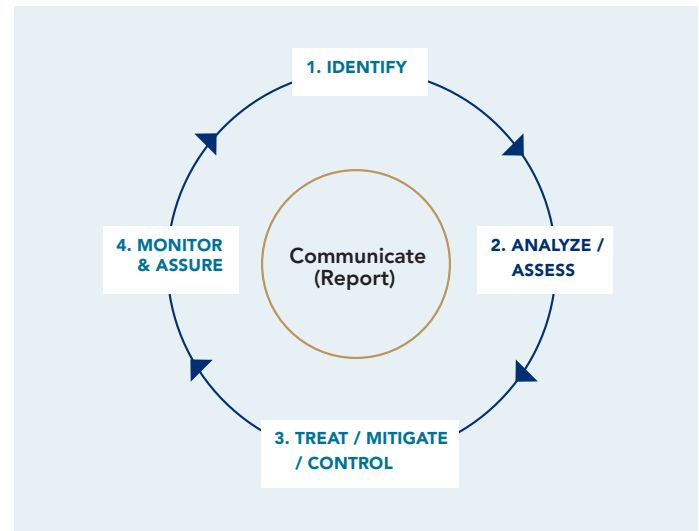 1. IDENTIFY
2. ANALYZE /
ASSESS
3. TREAT / MITIGATE
/ CONTROL
4. MONITOR
& ASSURE
Communicate
(Report)